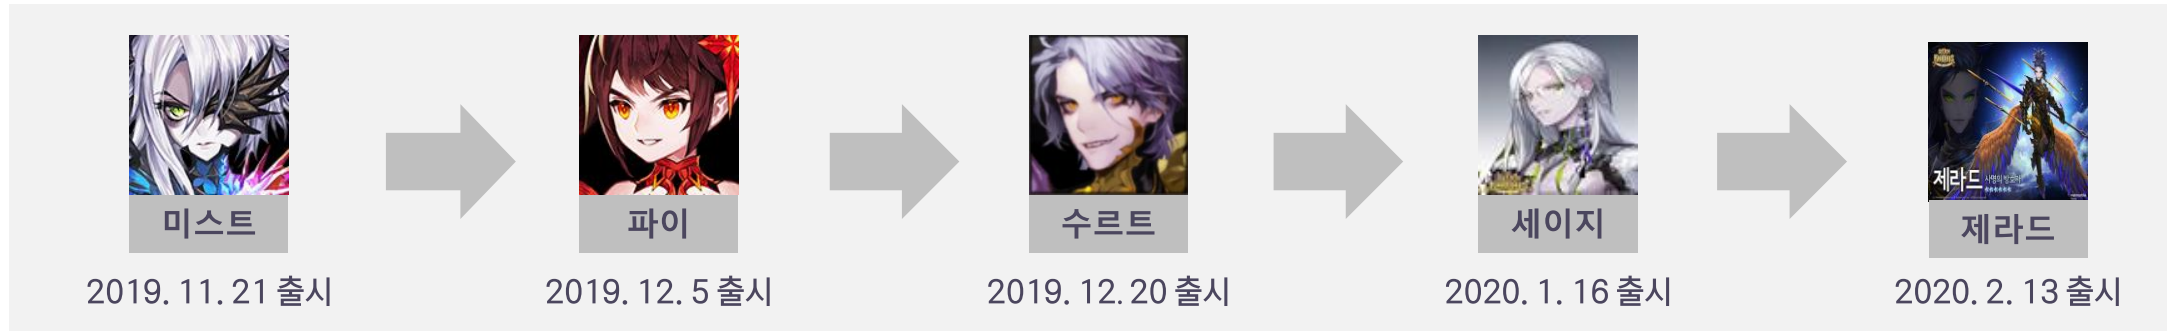 미스트
2019. 11. 21 출시
파이
2019. 12. 5 출시
수르트
2019. 12. 20 출시
세이지
2020. 1. 16 출시
제라드
제라드
2020. 2. 13 출시